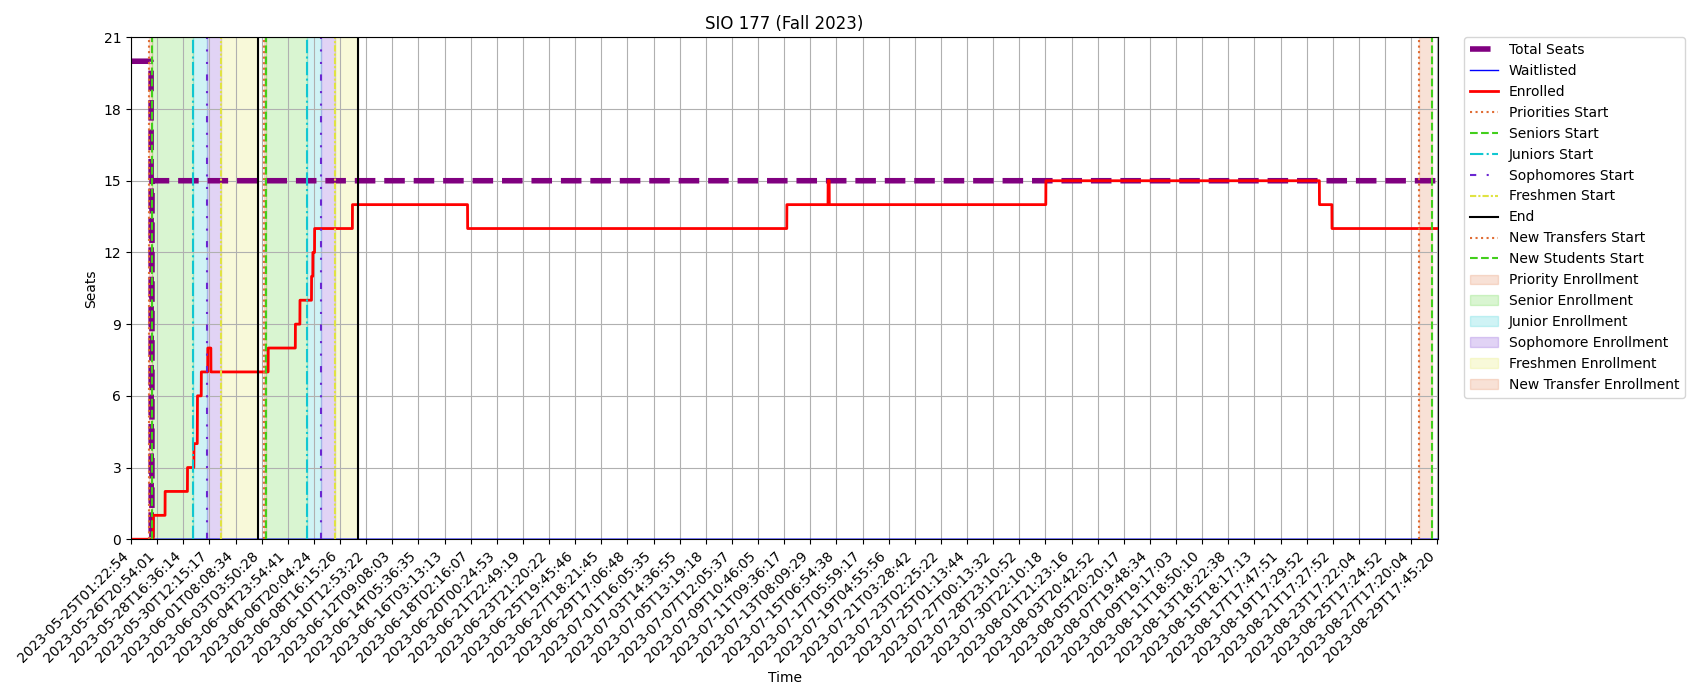 SIO 177 (Fall 2023)
21
18
15
12
9
6
3
0
Seats
2023-05-25T01:22:54
2023-05-26T20:54:01
2023-05-28T16:36:14
2023-05-30T12:15:17
2023-06-01T08:08:34
2023-06-03T03:50:28
2023-06-04T23:54:41
2023-06-06T20:04:24
2023-06-08T16:15:26
2023-06-10T12:53:22
2023-06-12T09:08:03
2023-06-14T05:36:35
2023-06-16T03:13:13
2023-06-18T02:16:07
2023-06-20T00:24:53
2023-06-21T22:49:19
2023-06-23T21:20:22
2023-06-25T19:45:46
2023-06-27T18:21:45
2023-06-29T17:06:48
2023-07-01T16:05:35
2023-07-03T14:36:55
2023-07-05T13:19:18
2023-07-07T12:05:37
2023-07-09T10:46:05
2023-07-11T09:36:17
2023-07-13T08:09:29
2023-07-15T06:54:38
2023-07-17T05:59:17
2023-07-19T04:55:56
2023-07-21T03:28:42
2023-07-23T02:25:22
2023-07-25T01:13:44
2023-07-27T00:13:32
2023-07-28T23:10:52
2023-07-30T22:10:18
2023-08-01T21:23:16
2023-08-03T20:42:52
2023-08-05T20:20:17
2023-08-07T19:48:34
2023-08-09T19:17:03
2023-08-11T18:50:10
2023-08-13T18:22:38
2023-08-15T18:17:13
2023-08-17T17:47:51
2023-08-19T17:29:52
2023-08-21T17:27:52
2023-08-23T17:22:04
2023-08-25T17:24:52
2023-08-27T17:20:04
2023-08-29T17:45:20
Time
Total Seats
Waitlisted
Enrolled
Priorities Start
Seniors Start
Juniors Start
Sophomores Start
Freshmen Start
End
New Transfers Start
New Students Start
Priority Enrollment
Senior Enrollment
Junior Enrollment
Sophomore Enrollment
Freshmen Enrollment
New Transfer Enrollment